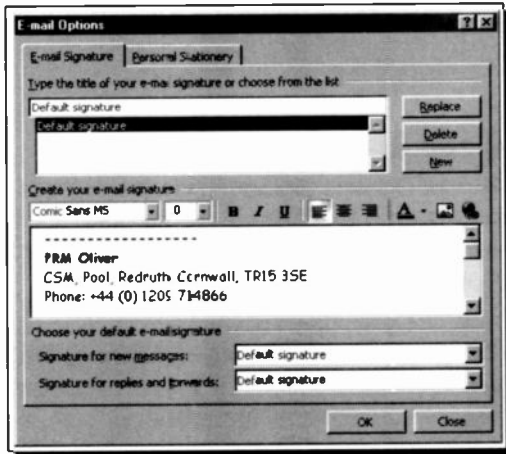 E-mail Options
E-mail Signature
Personal Stationery
Type the title of your e-mail signature or choose from the list
Default signature
Replace
Default signature
Delete
New
Create your e-mail signature
Comic Sans MS 0 B I U A
--------------------
PRM Oliver
CSM, Pool, Redruth Cornwall, TR15 3SE
Phone: +44 (0) 1209 714866
Choose your default e-mail signature
Signature for new messages: Default signature
Signature for replies and forwards: Default signature
OK Close